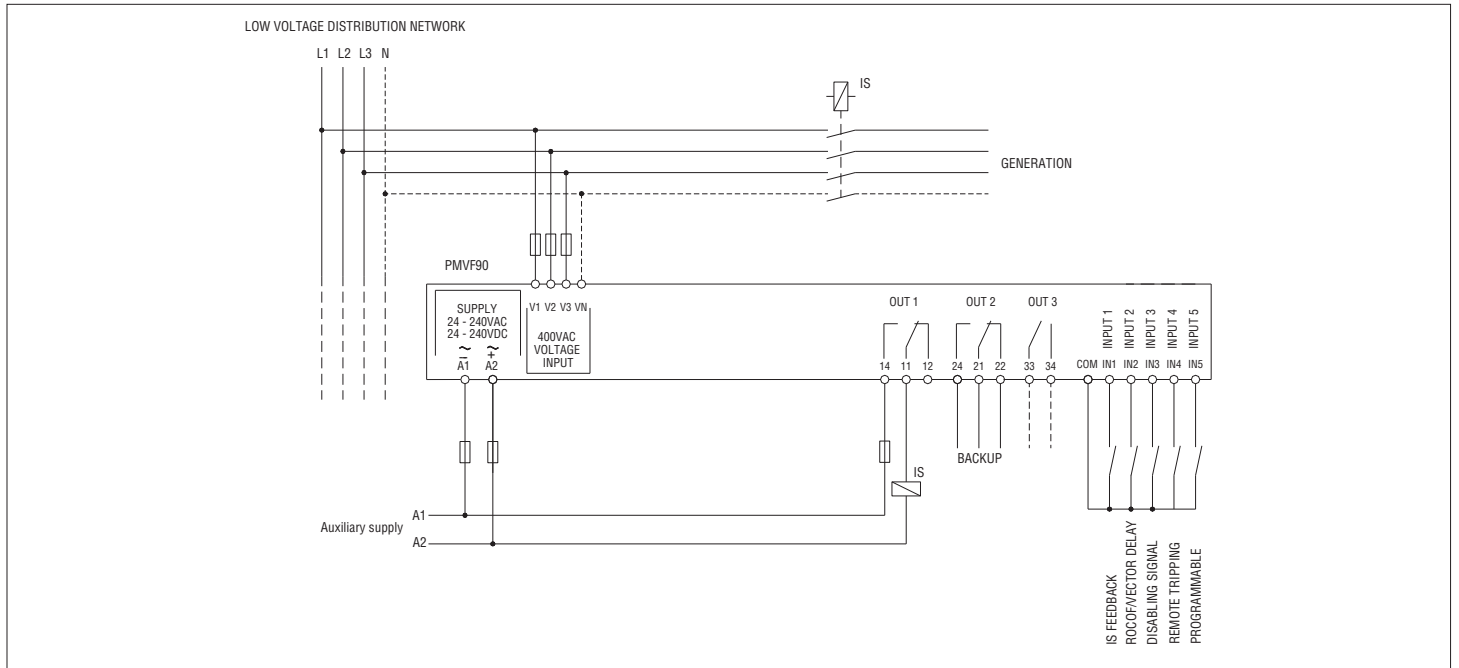 LOW VOLTAGE DISTRIBUTION NETWORK
L1 L2 L3 N
IS
GENERATION
PMVF90
SUPPLY
24 - 240VAC
24 - 240VDC
~ ~
– +
A1 A2
V1 V2 V3 VN
400VAC
VOLTAGE
INPUT
OUT 1
OUT 2
OUT 3
INPUT 1
INPUT 2
INPUT 3
INPUT 4
INPUT 5
14 11 12 24 21 22 33 34 COM IN1 IN2 IN3 IN4 IN5
BACKUP
IS
Auxiliary supply
A1
A2
IS FEEDBACK
ROCOF/VECTOR DELAY
DISABLING SIGNAL
REMOTE TRIPPING
PROGRAMMABLE